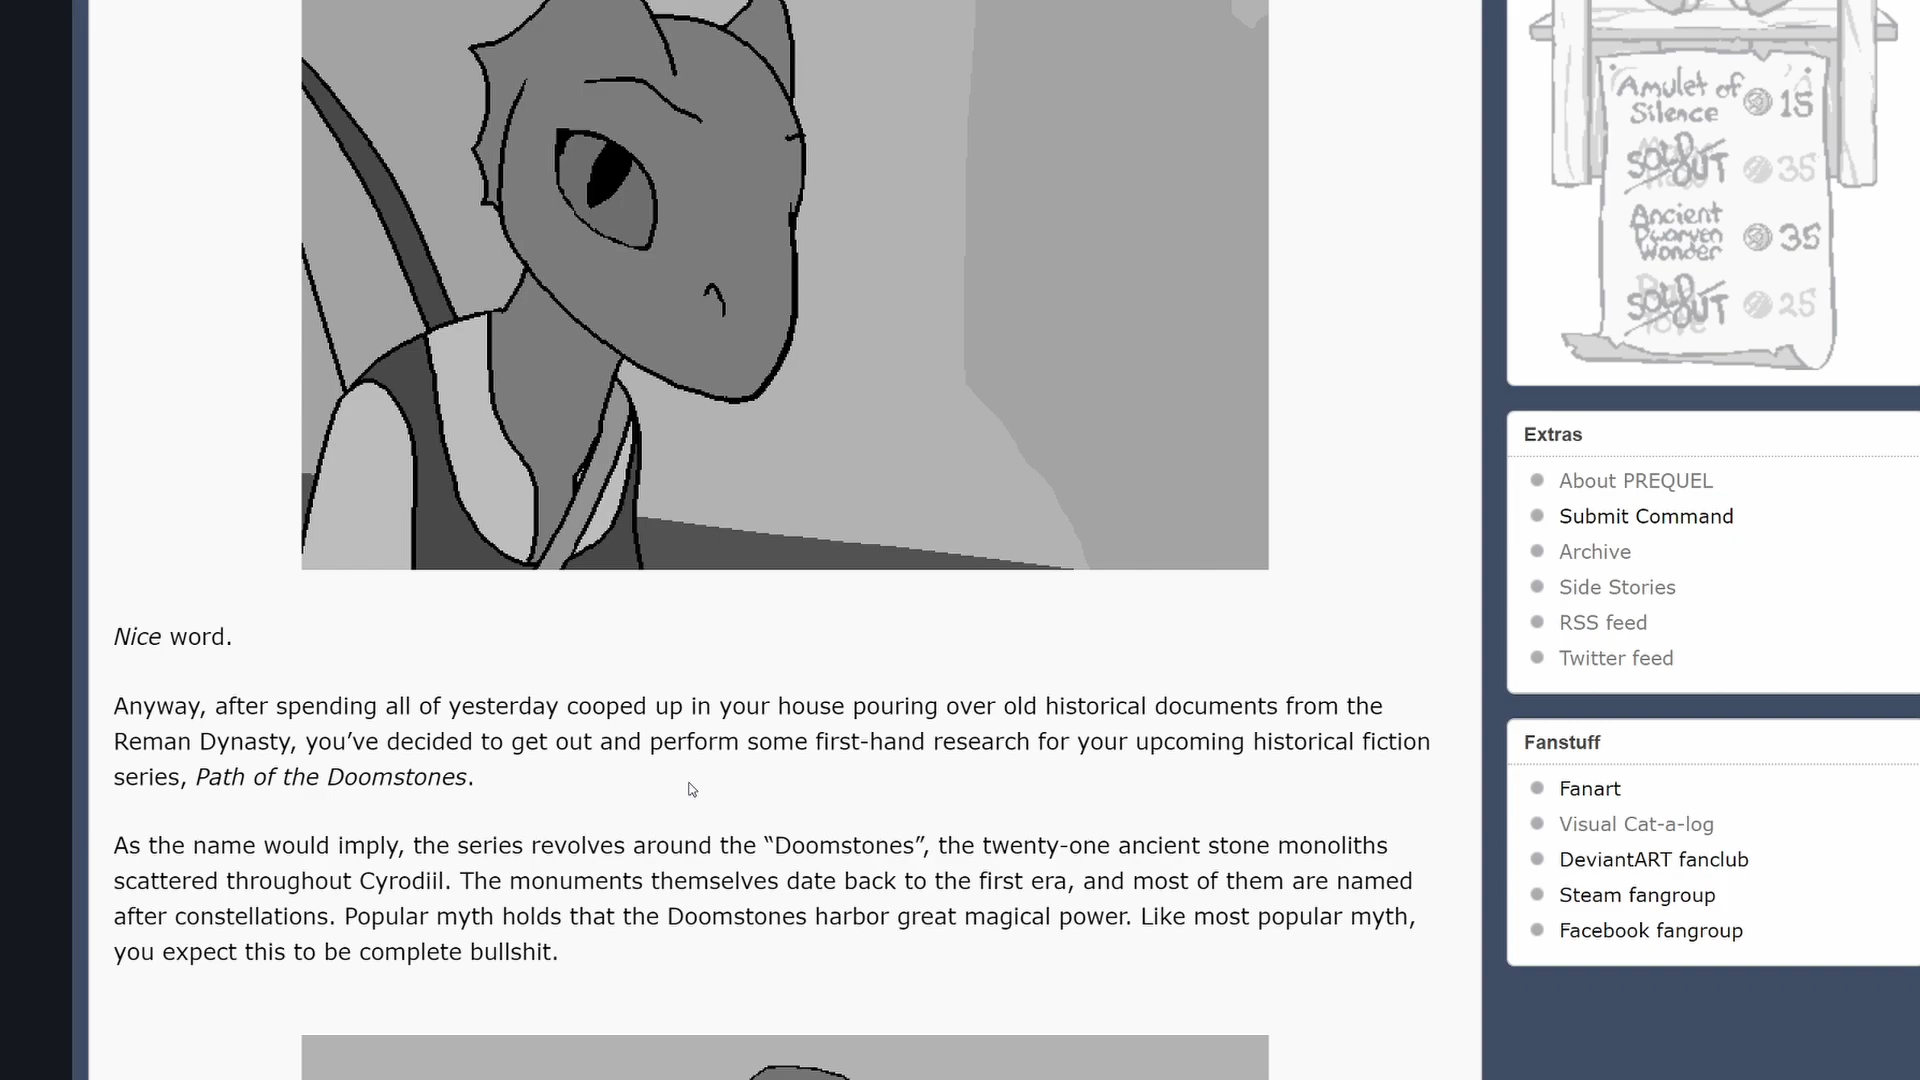 Nice word.
Anyway, after spending all of yesterday cooped up in your house pouring over old historical documents from the
Reman Dynasty, you’ve decided to get out and perform some first-hand research for your upcoming historical fiction
series, Path of the Doomstones.
As the name would imply, the series revolves around the “Doomstones”, the twenty-one ancient stone monoliths
scattered throughout Cyrodiil. The monuments themselves date back to the first era, and most of them are named
after constellations. Popular myth holds that the Doomstones harbor great magical power. Like most popular myth,
you expect this to be complete bullshit.
Amulet of
Silence 15
SOLD OUT 35
Ancient
Dwarven
Wonder 35
SOLD OUT 25
Extras
About PREQUEL
Submit Command
Archive
Side Stories
RSS feed
Twitter feed
Fanstuff
Fanart
Visual Cat-a-log
DeviantART fanclub
Steam fangroup
Facebook fangroup